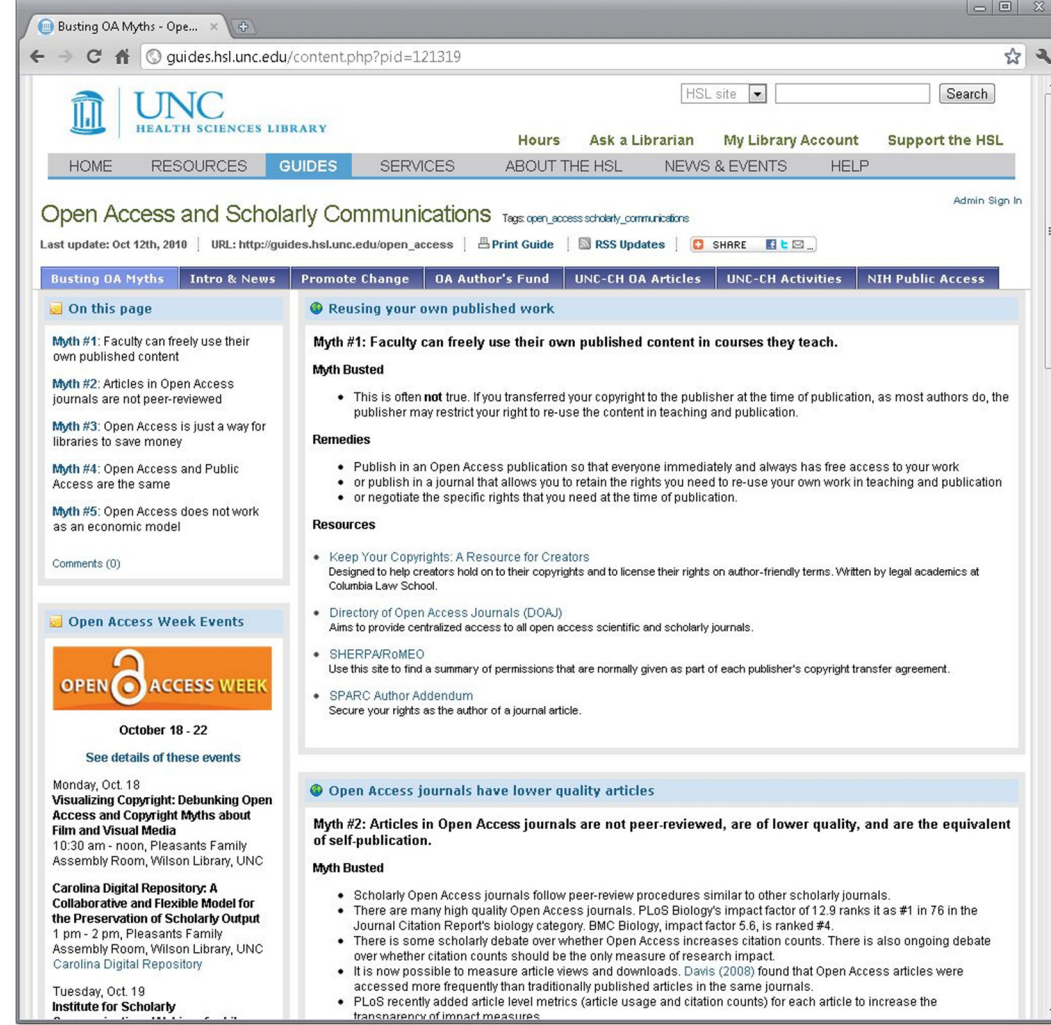 Busting OA Myths - Ope...
guides.hsl.unc.edu/content.php?pid=121319
UNC
HEALTH SCIENCES LIBRARY
HSL site
Search
Hours Ask a Librarian My Library Account Support the HSL
HOME RESOURCES GUIDES SERVICES ABOUT THE HSL NEWS & EVENTS HELP
Admin Sign In
Open Access and Scholarly Communications Tags: open_access scholarly_communications
Last update: Oct 12th, 2010 | URL: http://guides.hsl.unc.edu/open_access | Print Guide | RSS Updates | SHARE ...
Busting OA Myths Intro & News Promote Change OA Author's Fund UNC-CH OA Articles UNC-CH Activities NIH Public Access
On this page
Myth #1: Faculty can freely use their
own published content
Myth #2: Articles in Open Access
journals are not peer-reviewed
Myth #3: Open Access is just a way for
libraries to save money
Myth #4: Open Access and Public
Access are the same
Myth #5: Open Access does not work
as an economic model
Comments (0)
Open Access Week Events
OPEN ACCESS WEEK
October 18 - 22
See details of these events
Monday, Oct. 18
Visualizing Copyright: Debunking Open
Access and Copyright Myths about
Film and Visual Media
10:30 am - noon, Pleasants Family
Assembly Room, Wilson Library, UNC
Carolina Digital Repository: A
Collaborative and Flexible Model for
the Preservation of Scholarly Output
1 pm - 2 pm, Pleasants Family
Assembly Room, Wilson Library, UNC
Carolina Digital Repository
Tuesday, Oct. 19
Institute for Scholarly
Reusing your own published work
Myth #1: Faculty can freely use their own published content in courses they teach.
Myth Busted
• This is often not true. If you transferred your copyright to the publisher at the time of publication, as most authors do, the
publisher may restrict your right to re-use the content in teaching and publication.
Remedies
• Publish in an Open Access publication so that everyone immediately and always has free access to your work
• or publish in a journal that allows you to retain the rights you need to re-use your own work in teaching and publication
• or negotiate the specific rights that you need at the time of publication.
Resources
• Keep Your Copyrights: A Resource for Creators
Designed to help creators hold on to their copyrights and to license their rights on author-friendly terms. Written by legal academics at
Columbia Law School.
• Directory of Open Access Journals (DOAJ)
Aims to provide centralized access to all open access scientific and scholarly journals.
• SHERPA/RoMEO
Use this site to find a summary of permissions that are normally given as part of each publisher's copyright transfer agreement.
• SPARC Author Addendum
Secure your rights as the author of a journal article.
Open Access journals have lower quality articles
Myth #2: Articles in Open Access journals are not peer-reviewed, are of lower quality, and are the equivalent
of self-publication.
Myth Busted
• Scholarly Open Access journals follow peer-review procedures similar to other scholarly journals.
• There are many high quality Open Access journals. PLoS Biology's impact factor of 12.9 ranks it as #1 in 76 in the
Journal Citation Report's biology category. BMC Biology, impact factor 5.6, is ranked #4.
• There is some scholarly debate over whether Open Access increases citation counts. There is also ongoing debate
over whether citation counts should be the only measure of research impact.
• It is now possible to measure article views and downloads. Davis (2008) found that Open Access articles were
accessed more frequently than traditionally published articles in the same journals.
• PLoS recently added article level metrics (article usage and citation counts) for each article to increase the
transparency of impact measures.